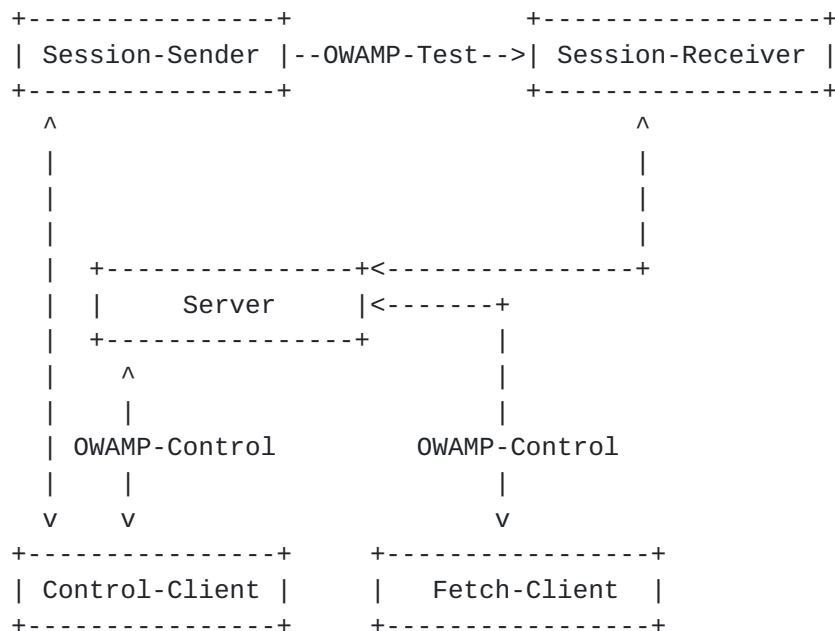 Session-Sender --OWAMP-Test--> Session-Receiver
Server
OWAMP-Control OWAMP-Control
Control-Client Fetch-Client